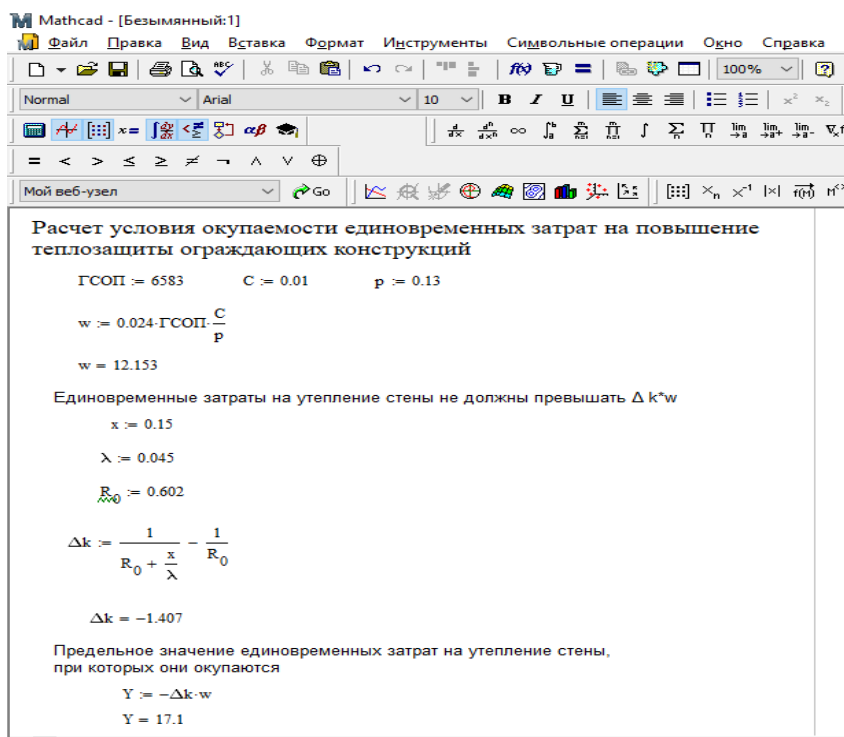 Mathcad - [Безымянный:1]
Файл Правка Вид Вставка Формат Инструменты Символьные операции Окно Справка
100%
Normal Arial 10 B I U
Мой веб-узел Go
Расчет условия окупаемости единовременных затрат на повышение
теплозащиты ограждающих конструкций
ГСОП := 6583 C := 0.01 p := 0.13
w := 0.024·ГСОП·C/p
w = 12.153
Единовременные затраты на утепление стены не должны превышать Δ k*w
x := 0.15
λ := 0.045
R0 := 0.602
Δk := 1/(R0 + x/λ) − 1/R0
Δk = −1.407
Предельное значение единовременных затрат на утепление стены,
при которых они окупаются
Y := −Δk·w
Y = 17.1